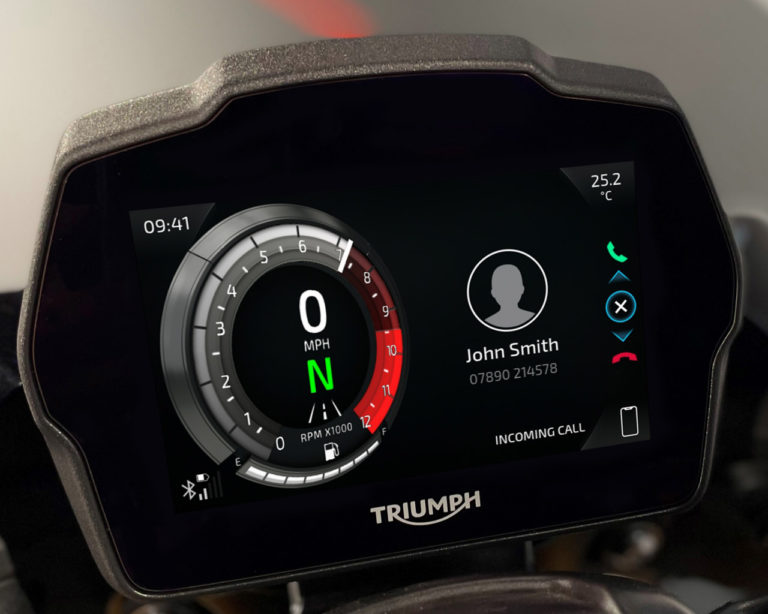 09:41
25.2
°C
0
1
2
3
4
5
6
7
8
9
10
11
12
0
MPH
N
RPM X1000
E
F
John Smith
07890 214578
INCOMING CALL
TRIUMPH